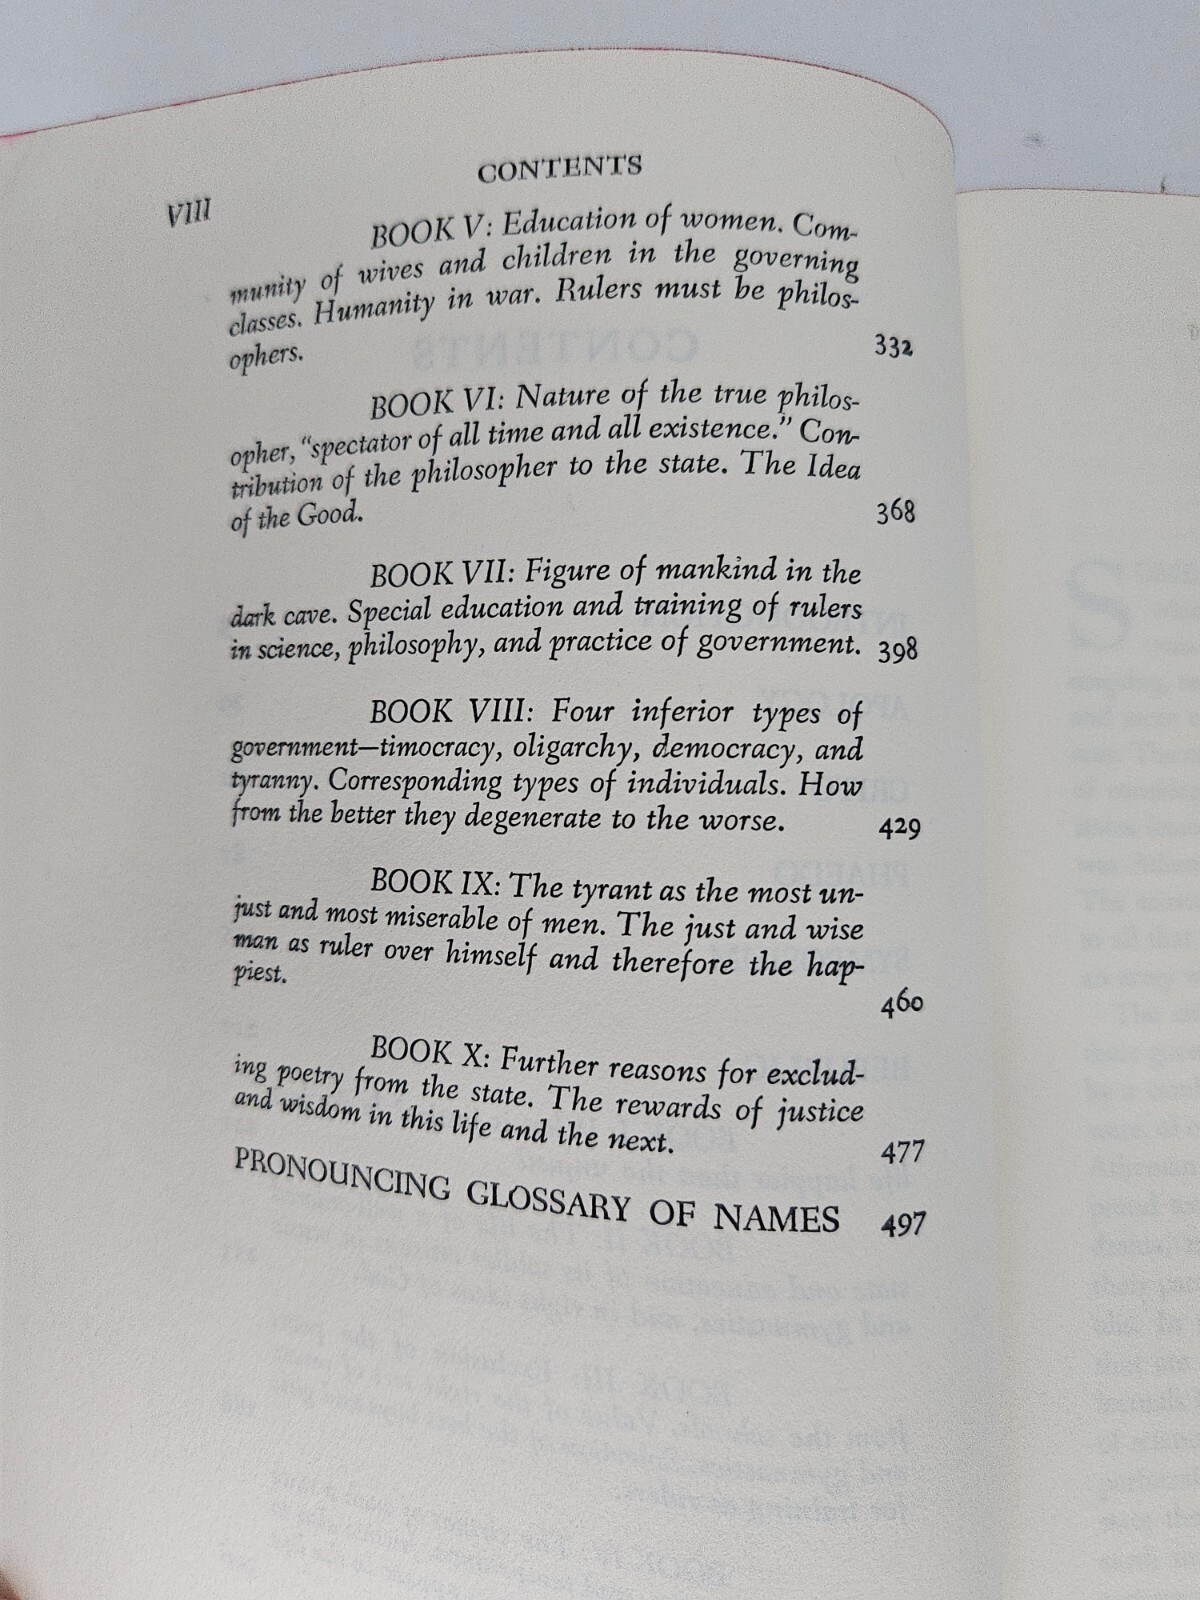 CONTENTS
VIII
BOOK V: Education of women. Com-
munity of wives and children in the governing
classes. Humanity in war. Rulers must be philos-
ophers. 332
BOOK VI: Nature of the true philos-
opher, "spectator of all time and all existence." Con-
tribution of the philosopher to the state. The Idea
of the Good. 368
BOOK VII: Figure of mankind in the
dark cave. Special education and training of rulers
in science, philosophy, and practice of government. 398
BOOK VIII: Four inferior types of
government—timocracy, oligarchy, democracy, and
tyranny. Corresponding types of individuals. How
from the better they degenerate to the worse. 429
BOOK IX: The tyrant as the most un-
just and most miserable of men. The just and wise
man as ruler over himself and therefore the hap-
piest. 460
BOOK X: Further reasons for exclud-
ing poetry from the state. The rewards of justice
and wisdom in this life and the next. 477
PRONOUNCING GLOSSARY OF NAMES 497